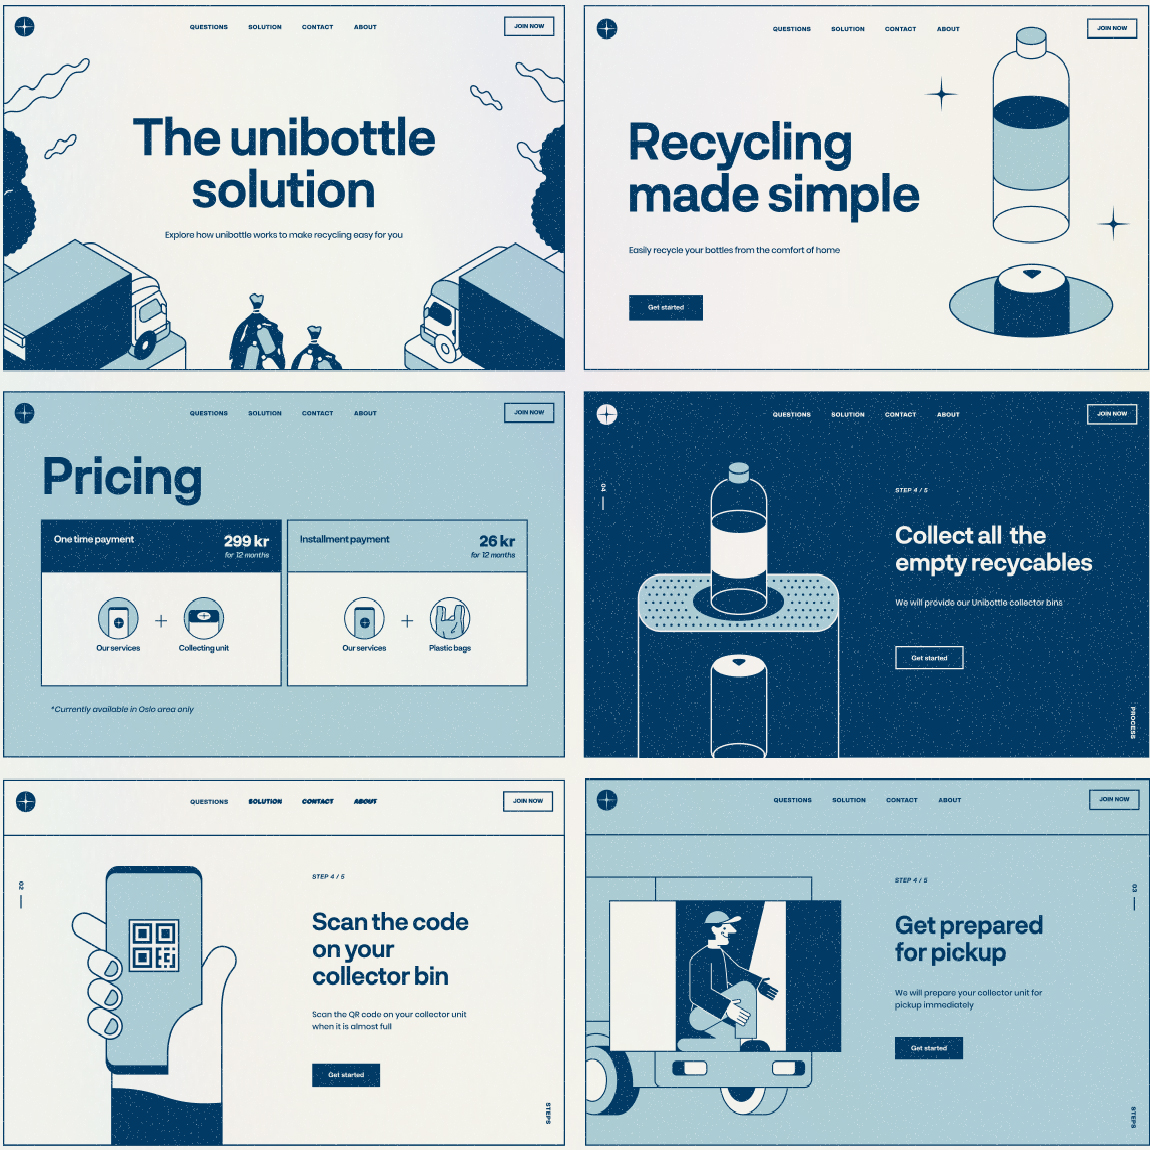 QUESTIONS SOLUTION CONTACT ABOUT JOIN NOW
The unibottle
solution
Explore how unibottle works to make recycling easy for you
QUESTIONS SOLUTION CONTACT ABOUT JOIN NOW
Recycling
made simple
Easily recycle your bottles from the comfort of home
Get started
QUESTIONS SOLUTION CONTACT ABOUT JOIN NOW
Pricing
One time payment 299 kr
for 12 months
Installment payment 26 kr
for 12 months
Our services + Collecting unit
Our services + Plastic bags
*Currently available in Oslo area only
QUESTIONS SOLUTION CONTACT ABOUT JOIN NOW
04
STEP 4 / 5
Collect all the
empty recycables
We will provide our Unibottle collector bins
Get started
PROCESS
QUESTIONS SOLUTION CONTACT ABOUT JOIN NOW
02
STEP 4 / 5
Scan the code
on your
collector bin
Scan the QR code on your collector unit
when it is almost full
Get started
STEPS
QUESTIONS SOLUTION CONTACT ABOUT JOIN NOW
03
STEP 4 / 5
Get prepared
for pickup
We will prepare your collector unit for
pickup immediately
Get started
STEPS